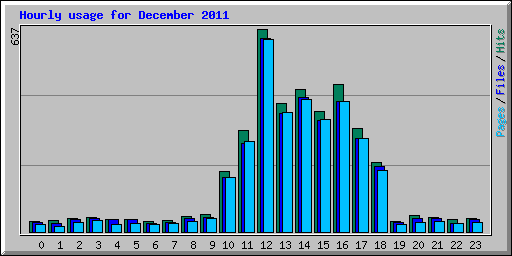 Hourly usage for December 2011
637
Pages/Files/Hits
0 1 2 3 4 5 6 7 8 9 10 11 12 13 14 15 16 17 18 19 20 21 22 23